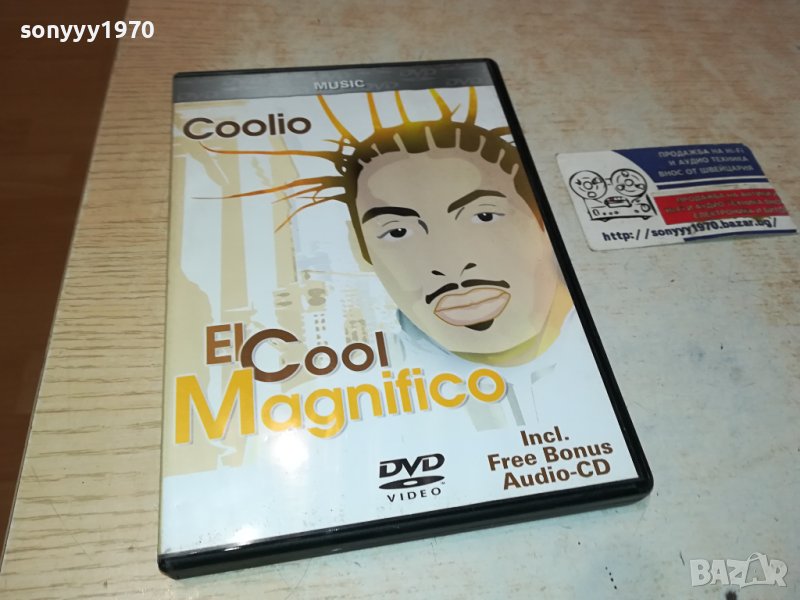 sonyyy1970
MUSIC
DVD
Coolio
El Cool
Magnifico
Incl.
Free Bonus
Audio-CD
DVD
VIDEO
ПРОДАЖБА НА Hi-Fi
И АУДИО ТЕХНИКА
ВНОС ОТ ШВЕЙЦАРИЯ
http://sonyyy1970.bazar.bg/
BAZAR